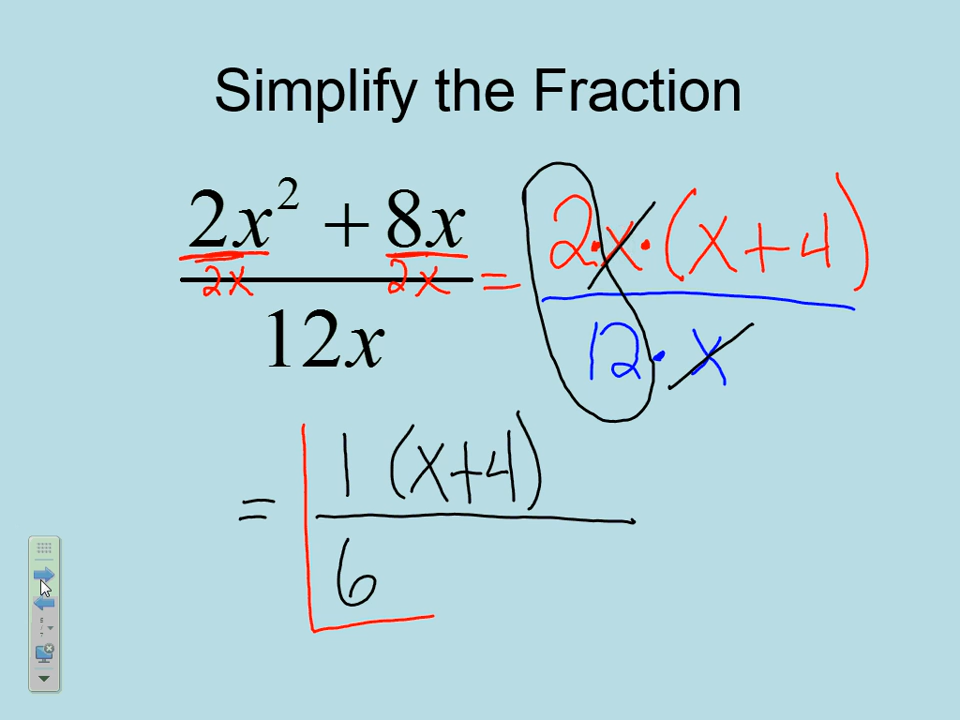 Simplify the Fraction
2x² + 8x = 2·x·(x+4)
2x 2x
12x 12·x
= 1 (x+4)
6